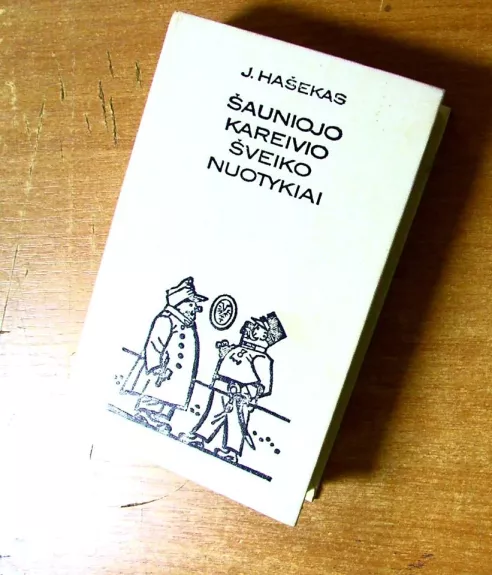 J. HAŠEKAS
ŠAUNIOJO
KAREIVIO
ŠVEIKO
NUOTYKIAI